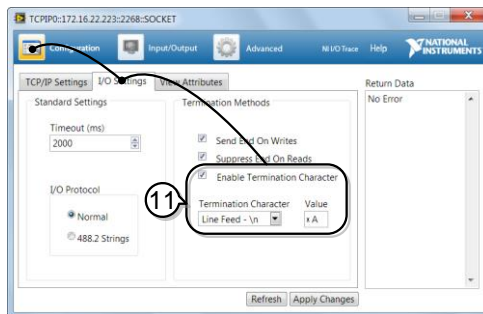 TCPIP0::172.16.22.223::2268::SOCKET
Configuration Input/Output Advanced NI I/O Trace Help NATIONAL INSTRUMENTS
TCP/IP Settings I/O Settings View Attributes
Return Data
No Error
Standard Settings
Timeout (ms)
2000
I/O Protocol
Normal
488.2 Strings
Termination Methods
Send End On Writes
Suppress End On Reads
Enable Termination Character
11
Termination Character Value
Line Feed - \n x A
Refresh Apply Changes